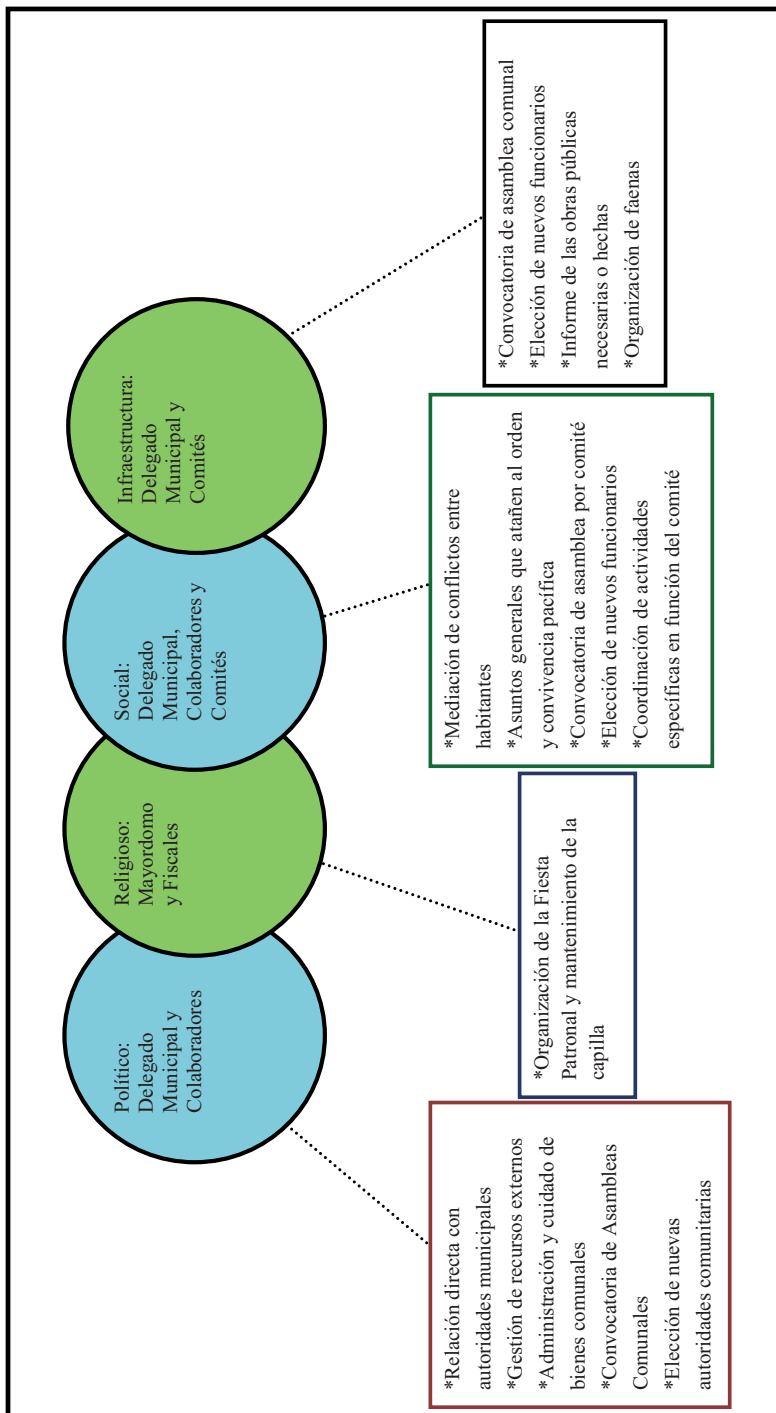 Político:
Delegado
Municipal y
Colaboradores
Religioso:
Mayordomo
y Fiscales
Social:
Delegado
Municipal,
Colaboradores y
Comités
Infraestructura:
Delegado
Municipal y
Comités
*Relación directa con
autoridades municipales
*Gestión de recursos externos
*Administración y cuidado de
bienes comunales
*Convocatoria de Asambleas
Comunales
*Elección de nuevas
autoridades comunitarias
*Organización de la Fiesta
Patronal y mantenimiento de la
capilla
*Mediación de conflictos entre
habitantes
*Asuntos generales que atañen al orden
y convivencia pacífica
*Convocatoria de asamblea por comité
*Elección de nuevos funcionarios
*Coordinación de actividades
específicas en función del comité
*Convocatoria de asamblea comunal
*Elección de nuevos funcionarios
*Informe de las obras públicas
necesarias o hechas
*Organización de faenas